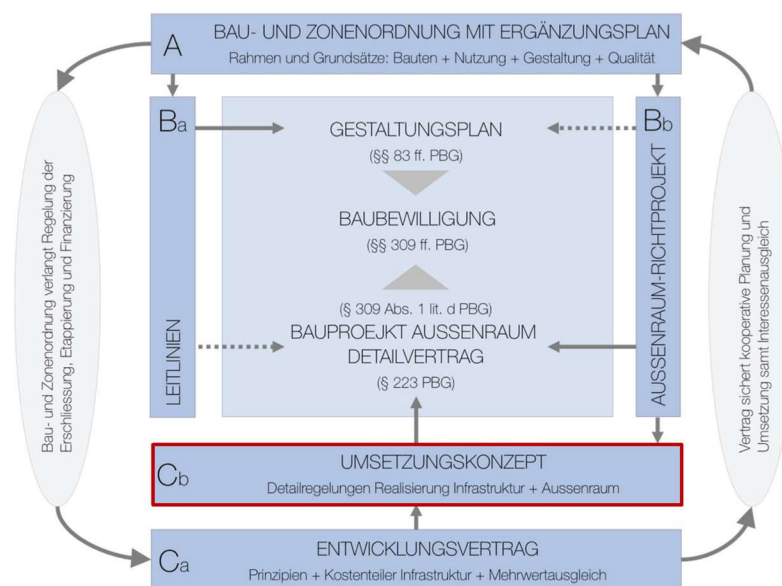 A
BAU- UND ZONENORDNUNG MIT ERGÄNZUNGSPLAN
Rahmen und Grundsätze: Bauten + Nutzung + Gestaltung + Qualität
Bau- und Zonenordnung verlangt Regelung der
Erschliessung, Etappierung und Finanzierung
Ba
LEITLINIEN
GESTALTUNGSPLAN
(§§ 83 ff. PBG)
BAUBEWILLIGUNG
(§§ 309 ff. PBG)
(§ 309 Abs. 1 lit. d PBG)
BAUPROEJKT AUSSENRAUM
DETAILVERTRAG
(§ 223 PBG)
Bb
AUSSENRAUM-RICHTPROJEKT
Vertrag sichert kooperative Planung und
Umsetzung samt Interessenausgleich
Cb
UMSETZUNGSKONZEPT
Detailregelungen Realisierung Infrastruktur + Aussenraum
Ca
ENTWICKLUNGSVERTRAG
Prinzipien + Kostenteiler Infrastruktur + Mehrwertausgleich